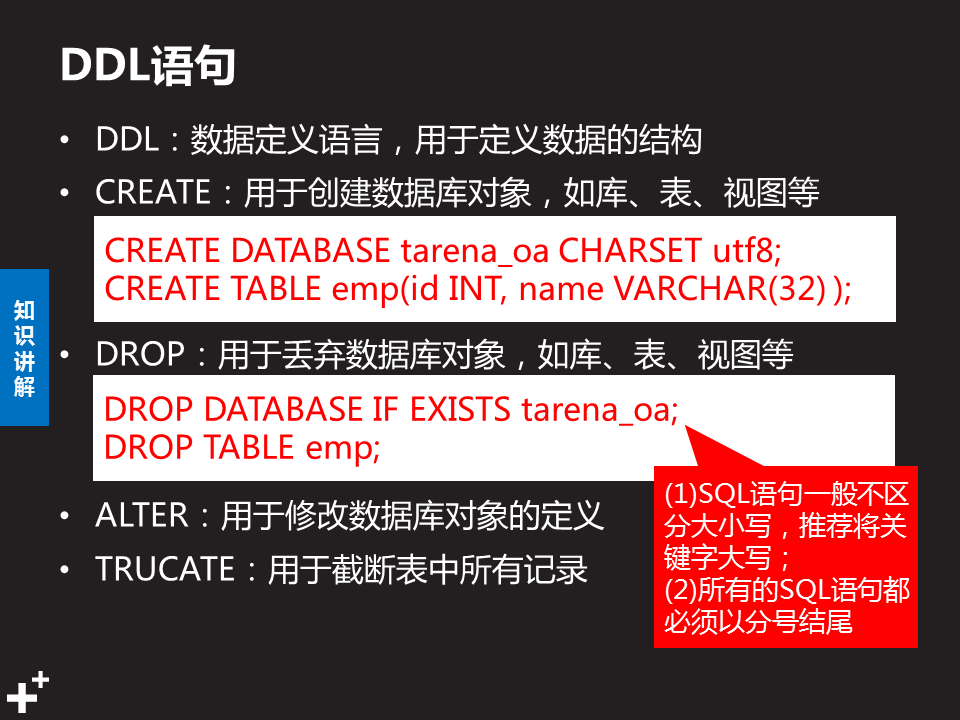 DDL语句
• DDL：数据定义语言，用于定义数据的结构
• CREATE：用于创建数据库对象，如库、表、视图等
CREATE DATABASE tarena_oa CHARSET utf8;
CREATE TABLE emp(id INT, name VARCHAR(32) );
知识讲解
• DROP：用于丢弃数据库对象，如库、表、视图等
DROP DATABASE IF EXISTS tarena_oa;
DROP TABLE emp;
• ALTER：用于修改数据库对象的定义
• TRUCATE：用于截断表中所有记录
(1)SQL语句一般不区
分大小写，推荐将关
键字大写；
(2)所有的SQL语句都
必须以分号结尾